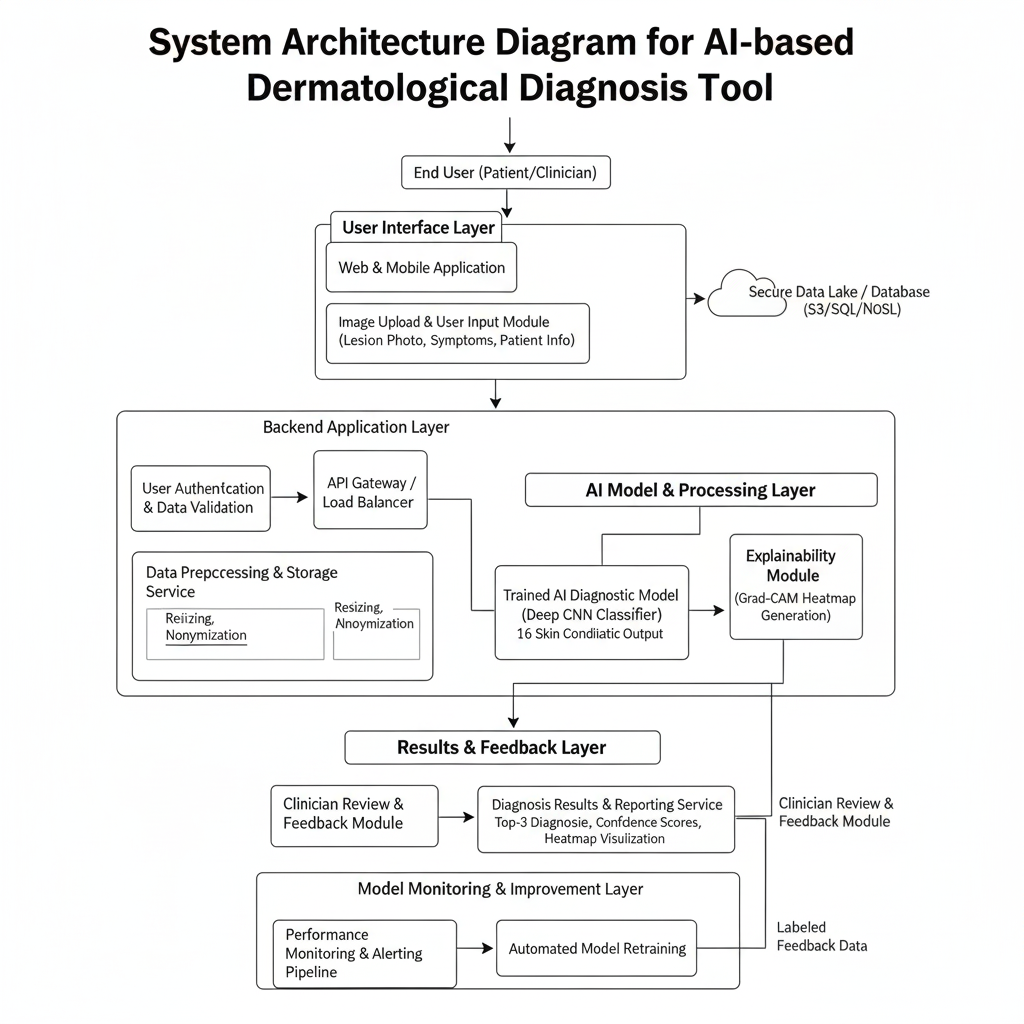 System Architecture Diagram for AI-based
Dermatological Diagnosis Tool
End User (Patient/Clinician)
User Interface Layer
Web & Mobile Application
Image Upload & User Input Module
(Lesion Photo, Symptoms, Patient Info)
Secure Data Lake / Database
(S3/SQL/NoSL)
Backend Application Layer
User Authenfcation
& Data Validation
API Gateway /
Load Balancer
AI Model & Processing Layer
Data Prepccessing & Storage
Service
Reiizing,
Nonymization
Resizing,
Anoymization
Trained AI Diagnostic Model
(Deep CNN Classifier)
16 Skin Condiiatic Output
Explainability
Module
(Grad-CAM Heatmap
Generation)
Results & Feedback Layer
Clinician Review &
Feedback Module
Diagnosis Results & Reporting Service
Top-3 Diagnosie, Confdence Scores,
Heatmap Visulization
Clinician Review &
Feedback Module
Model Monitoring & Improvement Layer
Performance
Monitoring & Alerting
Pipeline
Automated Model Retraining
Labeled
Feedback Data